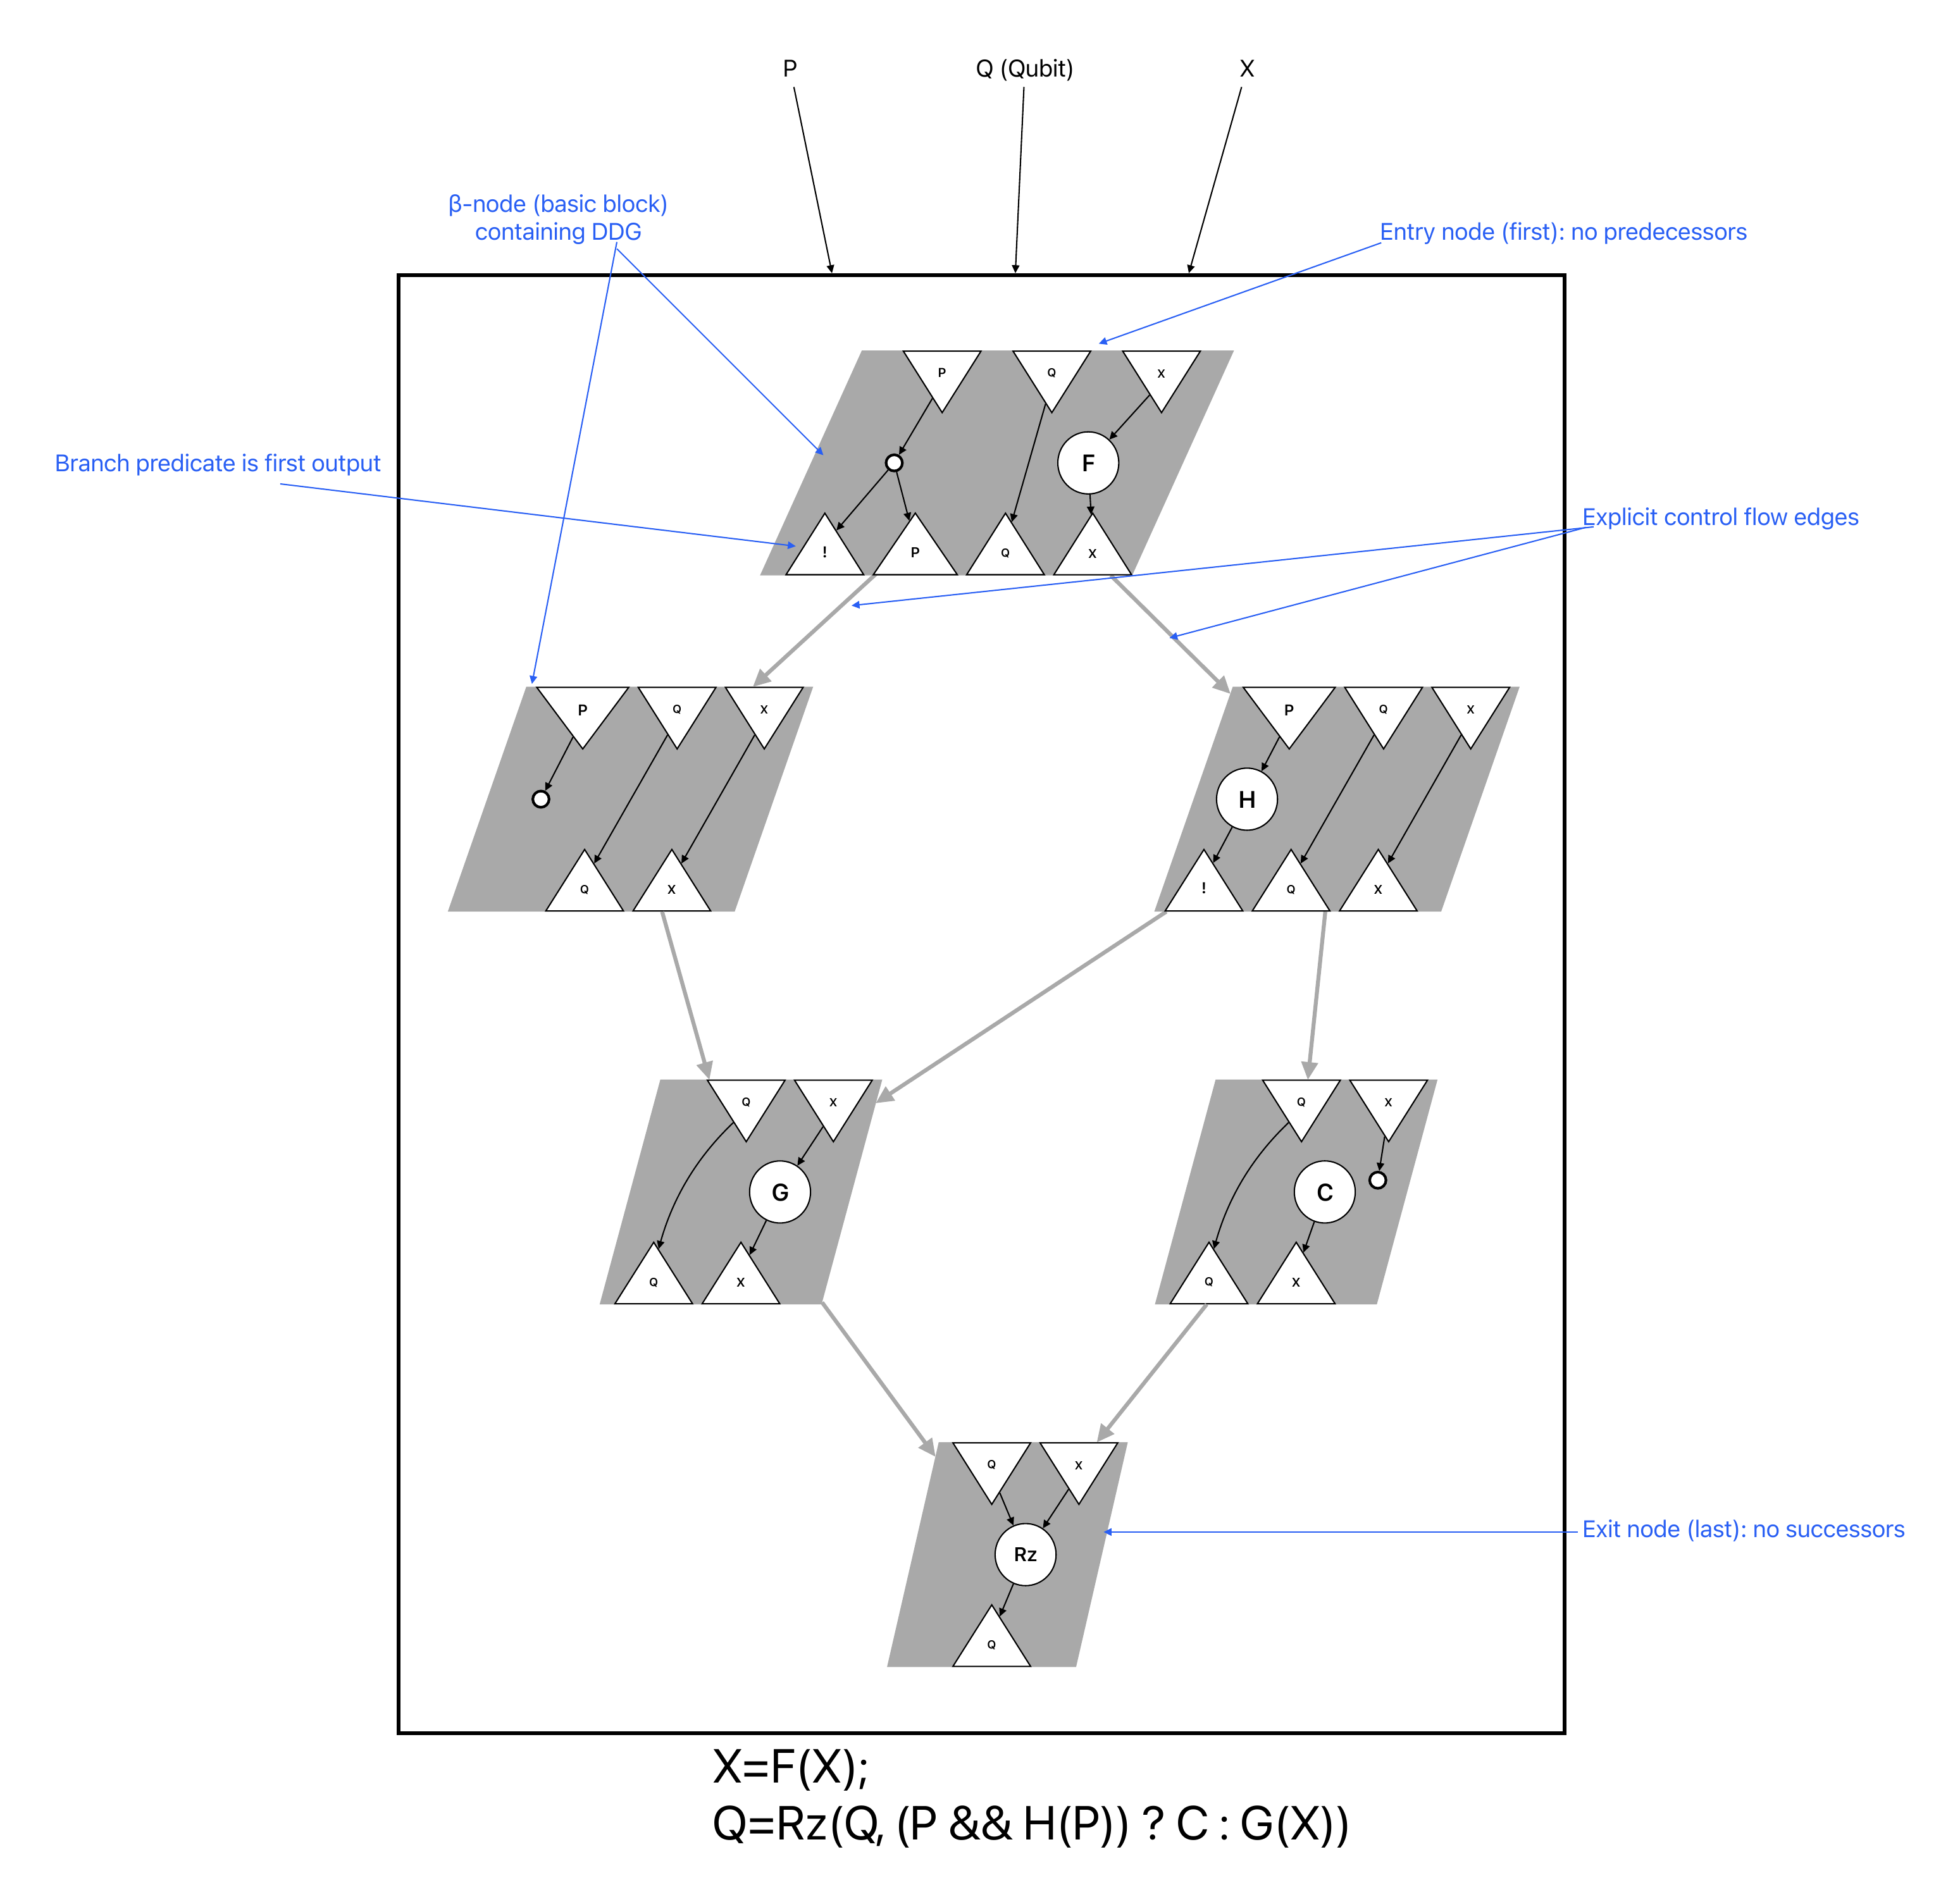 P
Q (Qubit)
X
β-node (basic block)
containing DDG
Entry node (first): no predecessors
P
Q
X
Branch predicate is first output
F
!
P
Q
X
Explicit control flow edges
P
Q
X
P
Q
X
H
Q
X
!
Q
X
Q
X
Q
X
G
C
Q
X
Q
X
Q
X
Exit node (last): no successors
Rz
Q
X=F(X);
Q=Rz(Q, (P && H(P)) ? C : G(X))